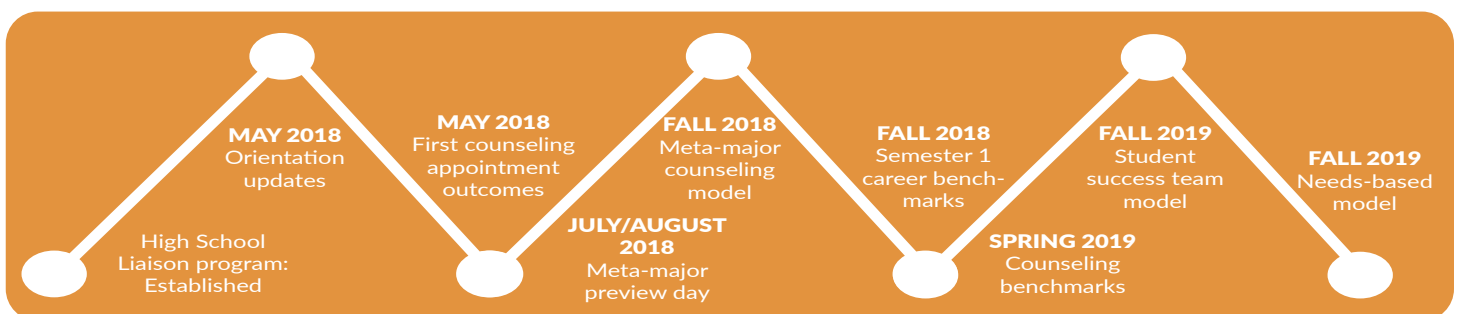 High School
Liaison program:
Established
MAY 2018
Orientation
updates
MAY 2018
First counseling
appointment
outcomes
JULY/AUGUST
2018
Meta-major
preview day
FALL 2018
Meta-major
counseling
model
FALL 2018
Semester 1
career bench-
marks
SPRING 2019
Counseling
benchmarks
FALL 2019
Student
success team
model
FALL 2019
Needs-based
model